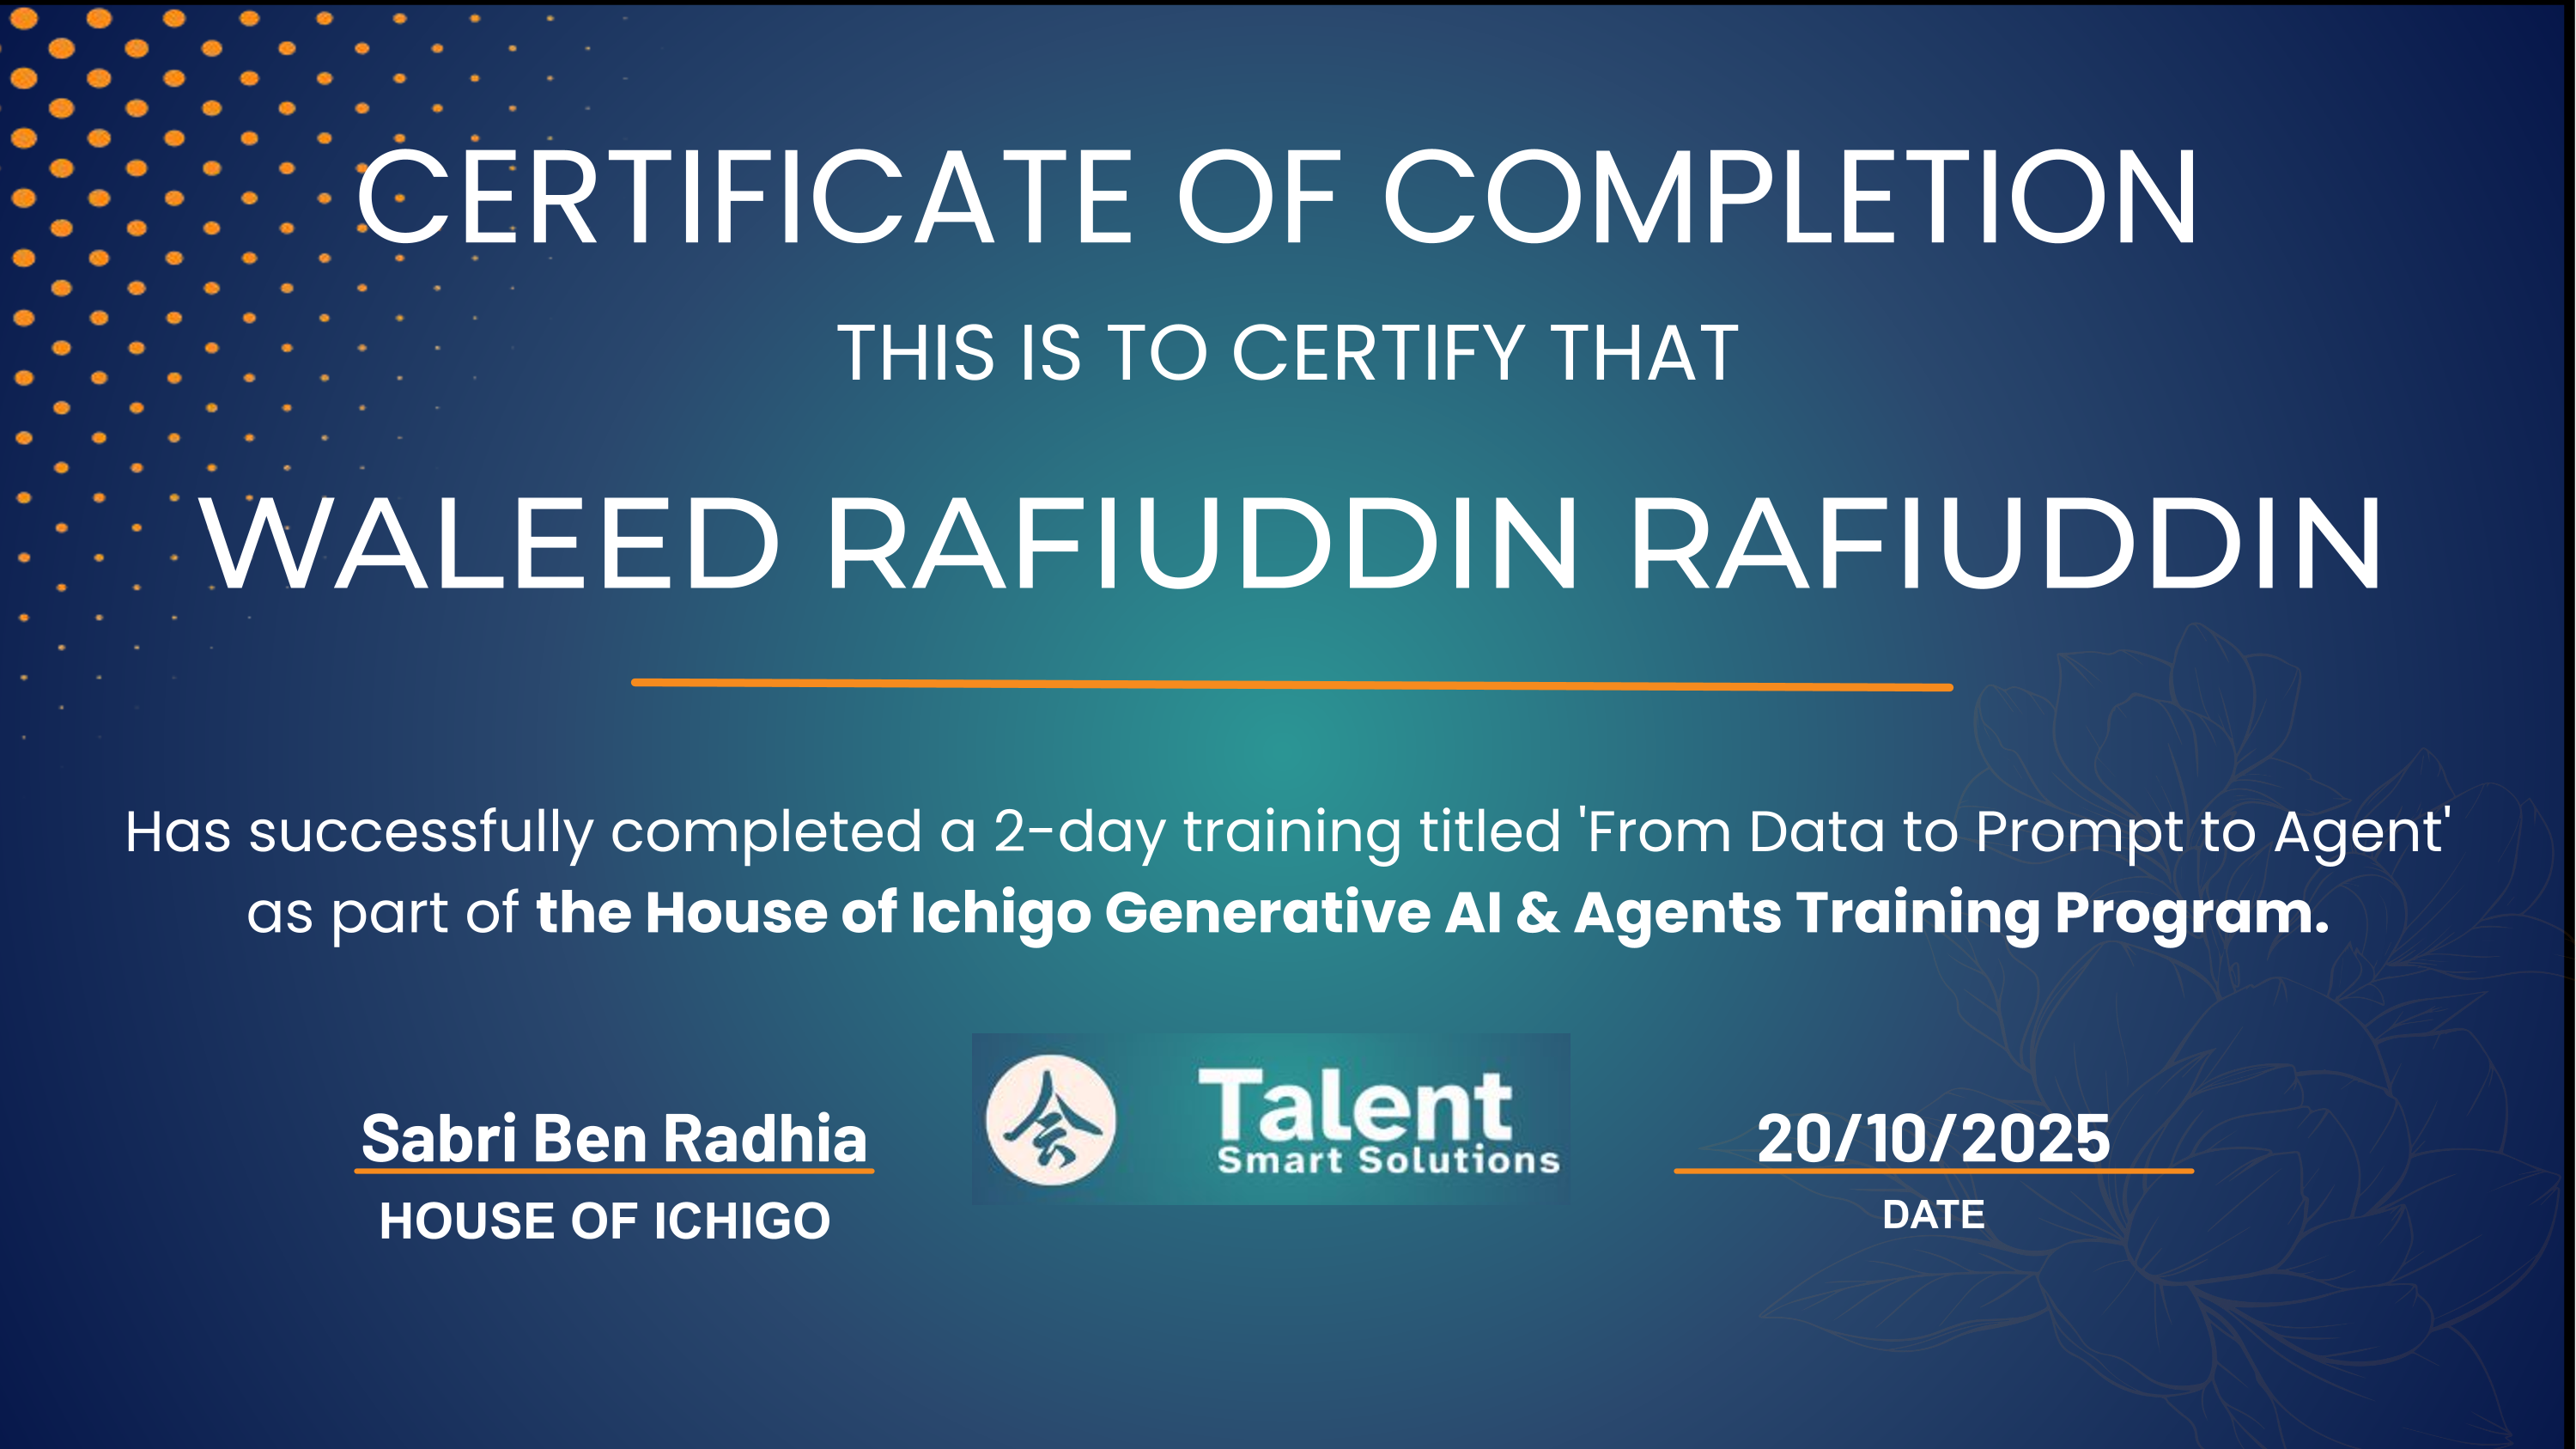 CERTIFICATE OF COMPLETION
THIS IS TO CERTIFY THAT
WALEED RAFIUDDIN RAFIUDDIN
Has successfully completed a 2-day training titled 'From Data to Prompt to Agent'
as part of the House of Ichigo Generative AI & Agents Training Program.
Sabri Ben Radhia
HOUSE OF ICHIGO
Talent
Smart Solutions
20/10/2025
DATE